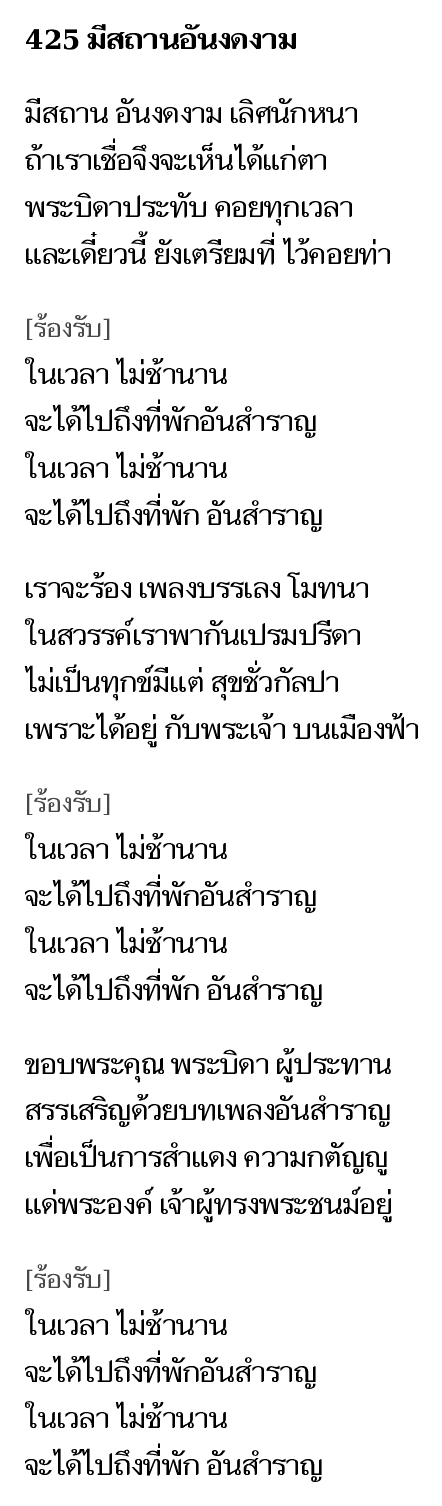 425 มีสถานอันงดงาม
มีสถาน อันงดงาม เลิศนักหนา
ถ้าเราเชื่อจึงจะเห็นได้แก่ตา
พระบิดาประทับ คอยทุกเวลา
และเดี๋ยวนี้ ยังเตรียมที่ ไว้คอยท่า
[ร้องรับ]
ในเวลา ไม่ช้านาน
จะได้ไปถึงที่พักอันสำราญ
ในเวลา ไม่ช้านาน
จะได้ไปถึงที่พัก อันสำราญ
เราจะร้อง เพลงบรรเลง โมทนา
ในสวรรค์เราพากันเปรมปรีดา
ไม่เป็นทุกข์มีแต่ สุขชั่วกัลปา
เพราะได้อยู่ กับพระเจ้า บนเมืองฟ้า
[ร้องรับ]
ในเวลา ไม่ช้านาน
จะได้ไปถึงที่พักอันสำราญ
ในเวลา ไม่ช้านาน
จะได้ไปถึงที่พัก อันสำราญ
ขอบพระคุณ พระบิดา ผู้ประทาน
สรรเสริญด้วยบทเพลงอันสำราญ
เพื่อเป็นการสำแดง ความกตัญญู
แด่พระองค์ เจ้าผู้ทรงพระชนม์อยู่
[ร้องรับ]
ในเวลา ไม่ช้านาน
จะได้ไปถึงที่พักอันสำราญ
ในเวลา ไม่ช้านาน
จะได้ไปถึงที่พัก อันสำราญ